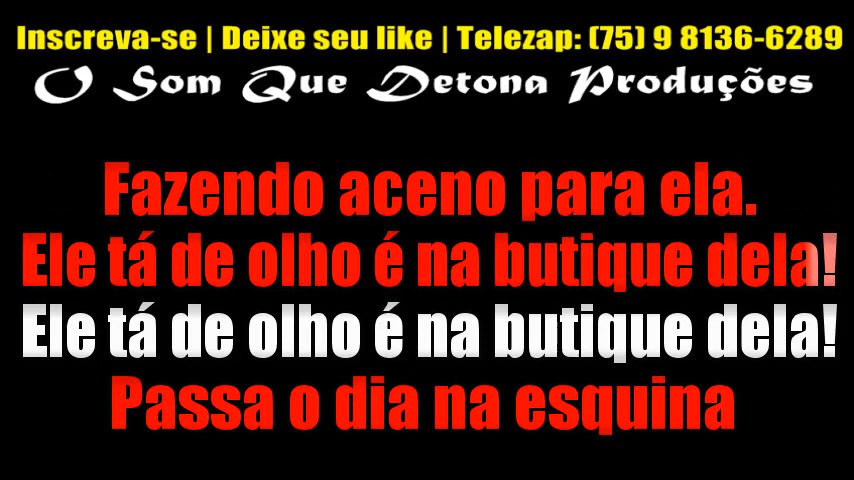 Inscreva-se | Deixe seu like | Telezap: (75) 9 8136-6289
O Som Que Detona Produções
Fazendo aceno para ela.
Ele tá de olho é na butique dela!
Ele tá de olho é na butique dela!
Passa o dia na esquina